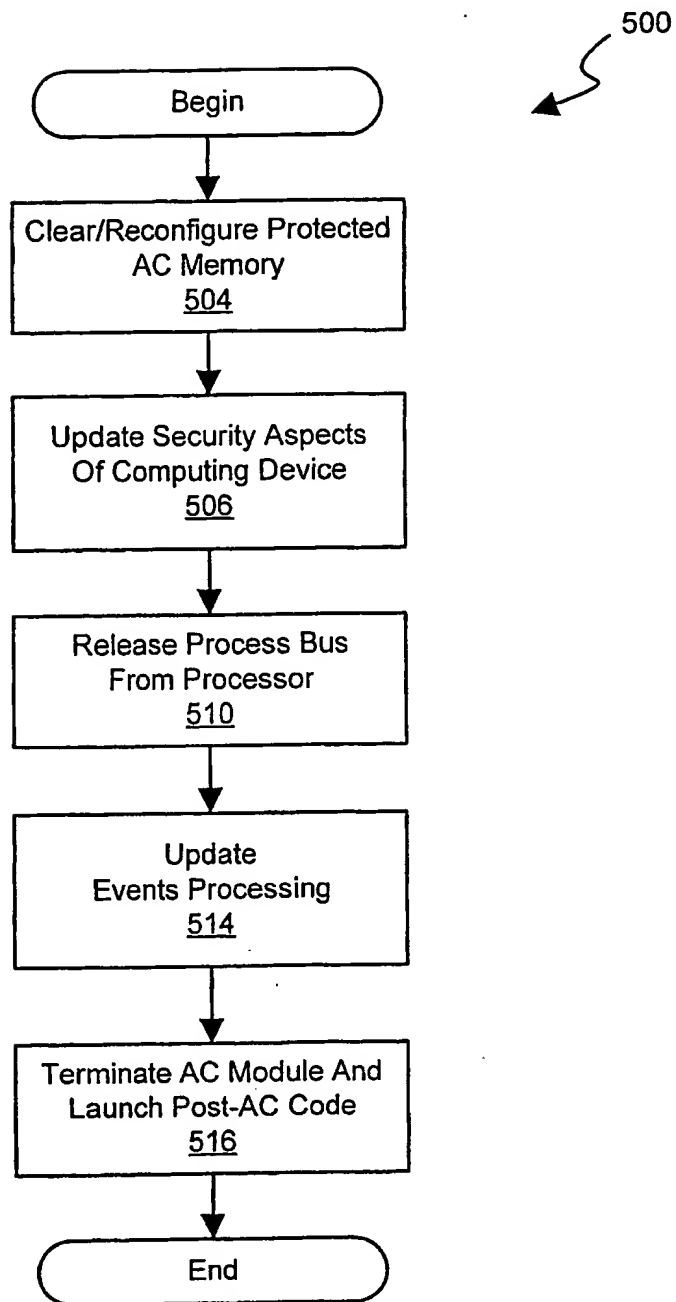 500
Begin
Clear/Reconfigure Protected
AC Memory
504
Update Security Aspects
Of Computing Device
506
Release Process Bus
From Processor
510
Update
Events Processing
514
Terminate AC Module And
Launch Post-AC Code
516
End